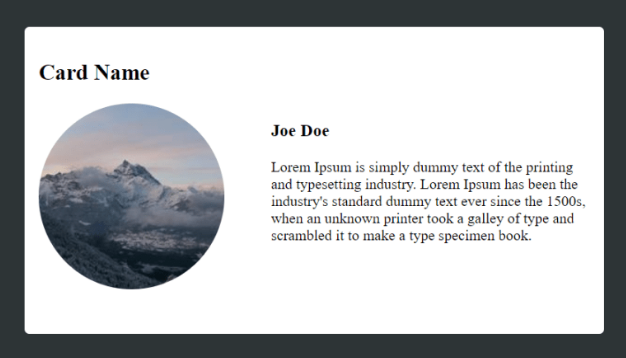 Card Name
Joe Doe
Lorem Ipsum is simply dummy text of the printing
and typesetting industry. Lorem Ipsum has been the
industry's standard dummy text ever since the 1500s,
when an unknown printer took a galley of type and
scrambled it to make a type specimen book.